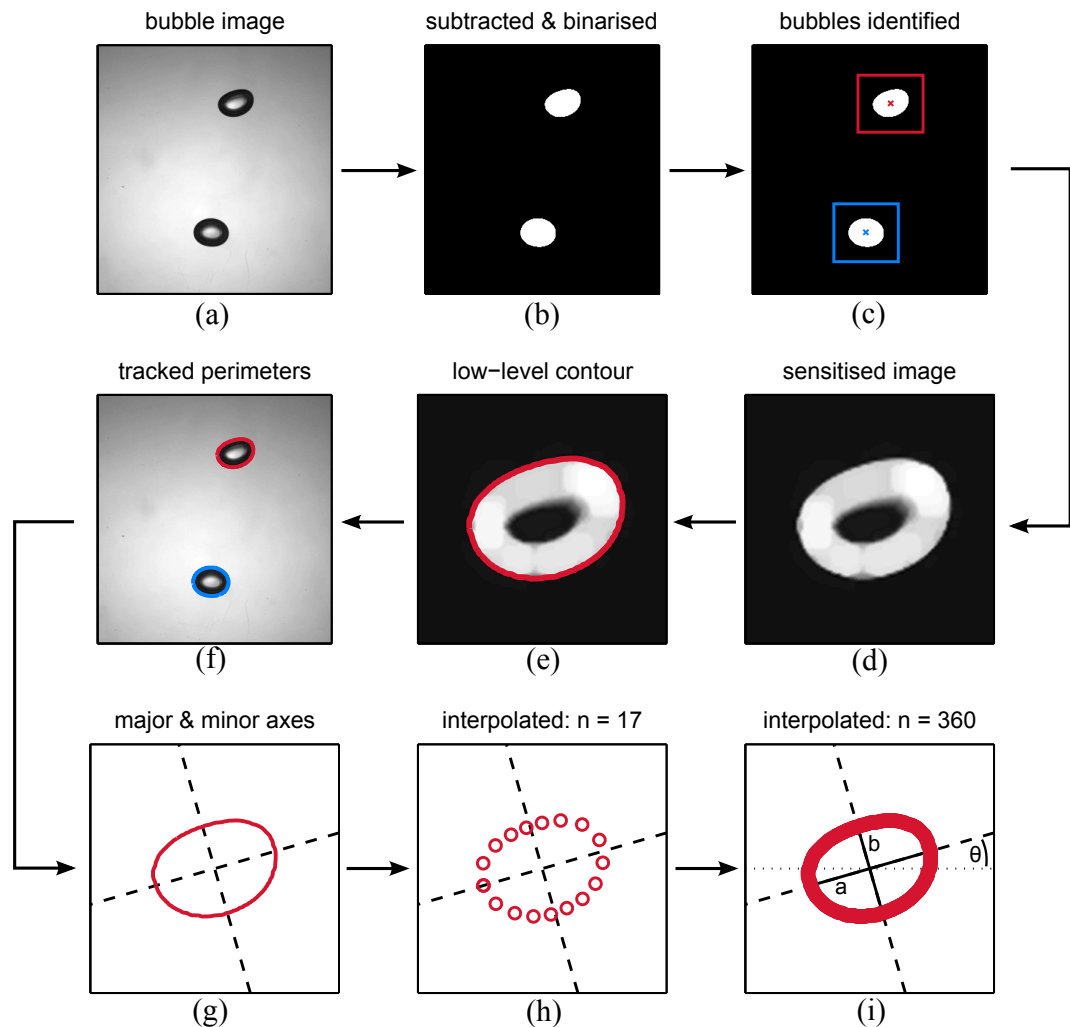 bubble image
subtracted & binarised
bubbles identified
(a)
(b)
(c)
tracked perimeters
low−level contour
sensitised image
(f)
(e)
(d)
major & minor axes
interpolated: n = 17
interpolated: n = 360
b
θ
a
(g)
(h)
(i)